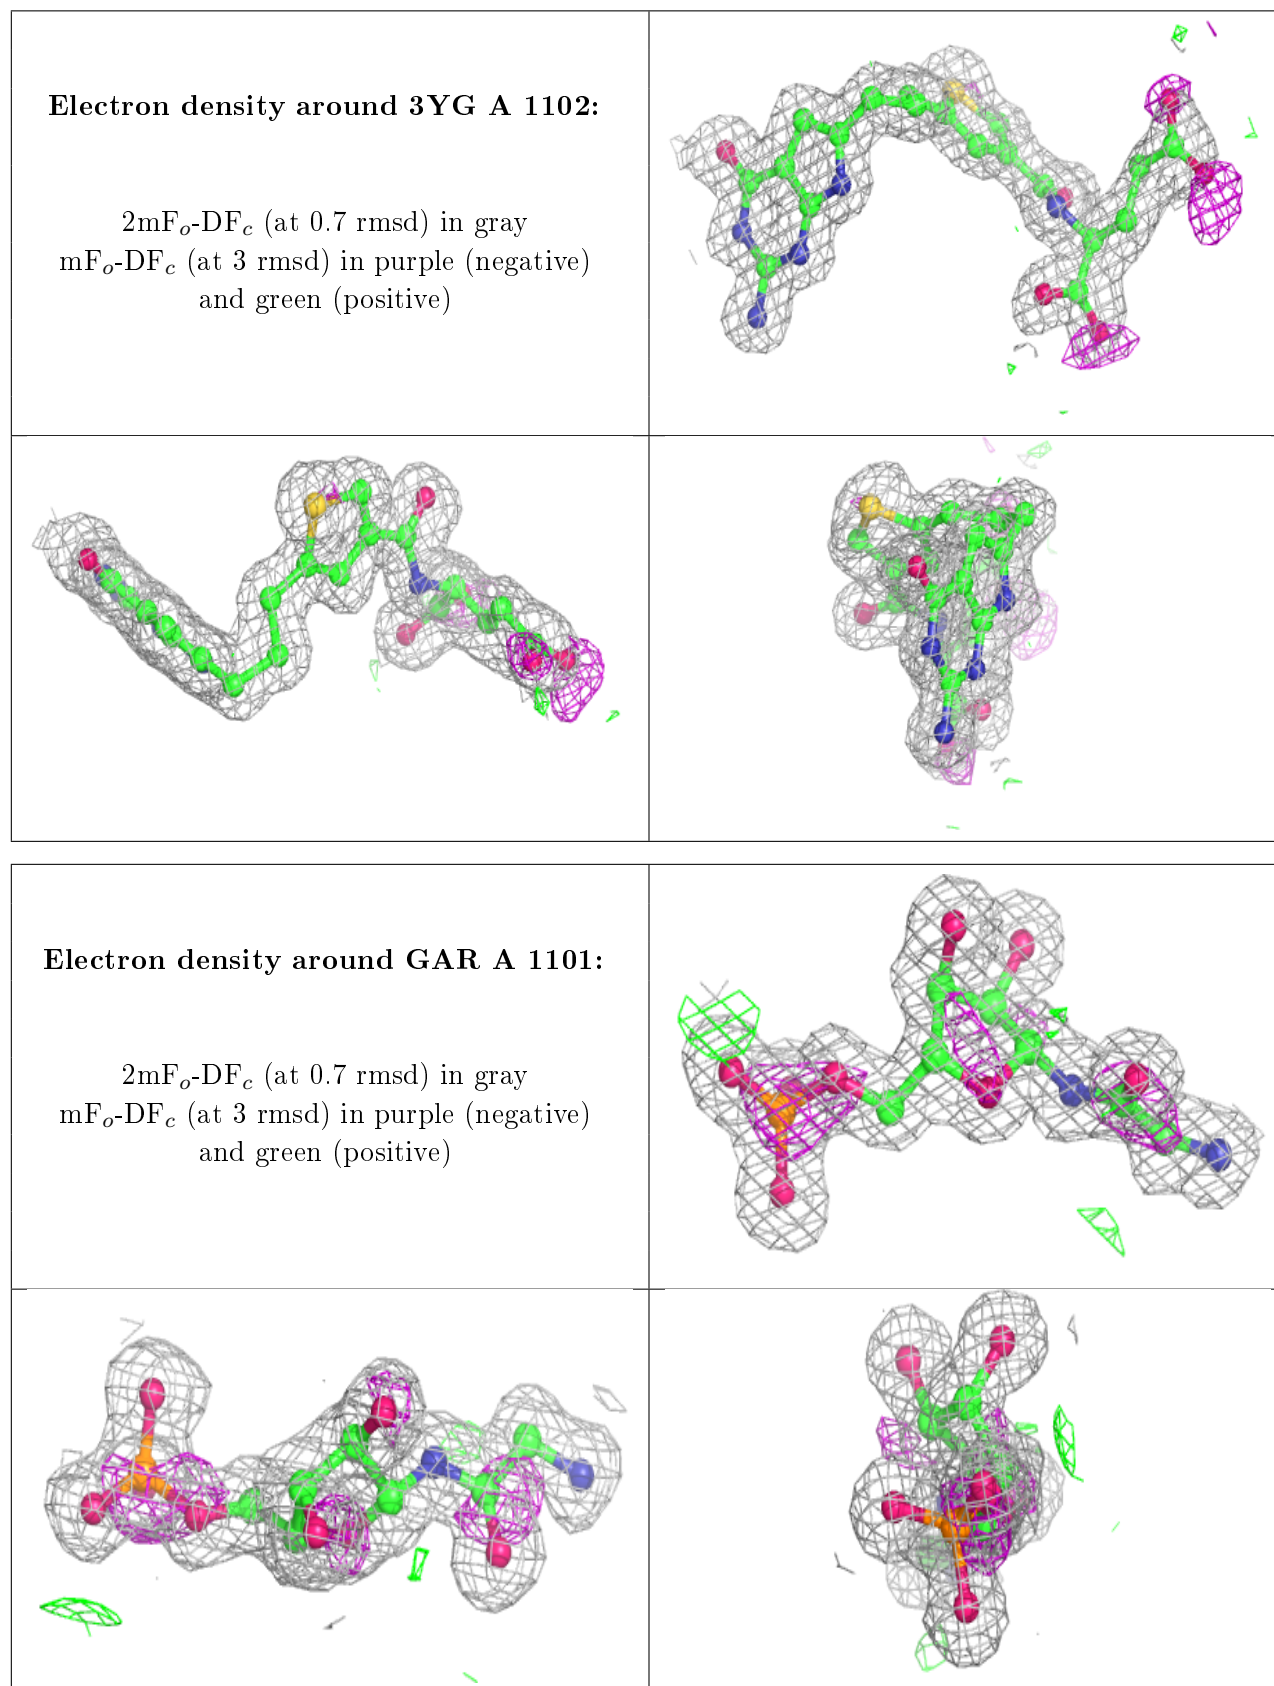 Electron density around 3YG A 1102:
2mFo-DFc (at 0.7 rmsd) in gray
mFo-DFc (at 3 rmsd) in purple (negative)
and green (positive)
Electron density around GAR A 1101:
2mFo-DFc (at 0.7 rmsd) in gray
mFo-DFc (at 3 rmsd) in purple (negative)
and green (positive)